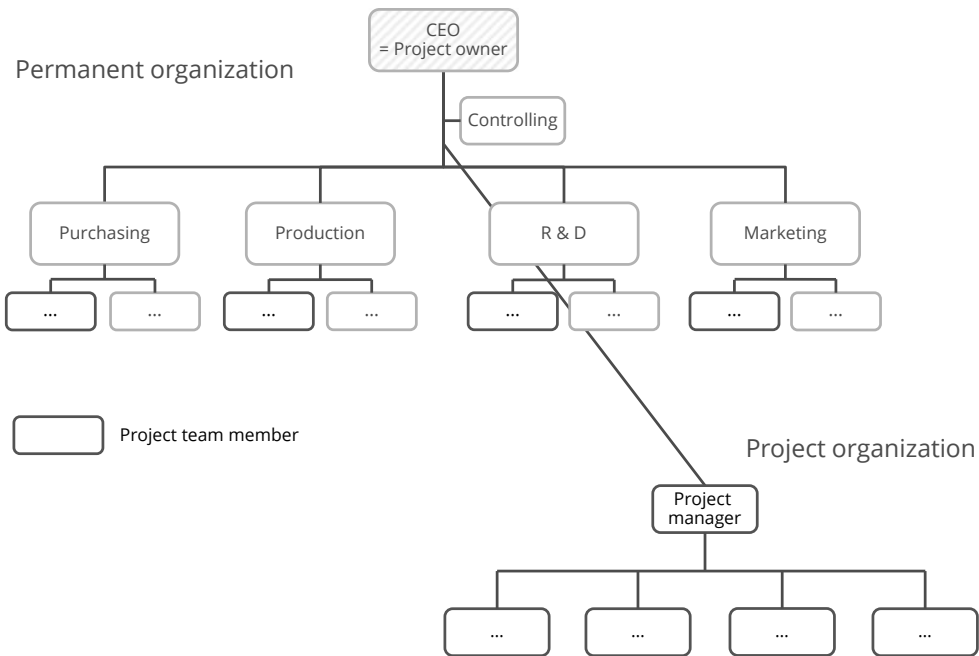 CEO
= Project owner
Permanent organization
Controlling
Purchasing
Production
R & D
Marketing
...
...
...
...
...
...
...
...
Project team member
Project organization
Project
manager
...
...
...
...